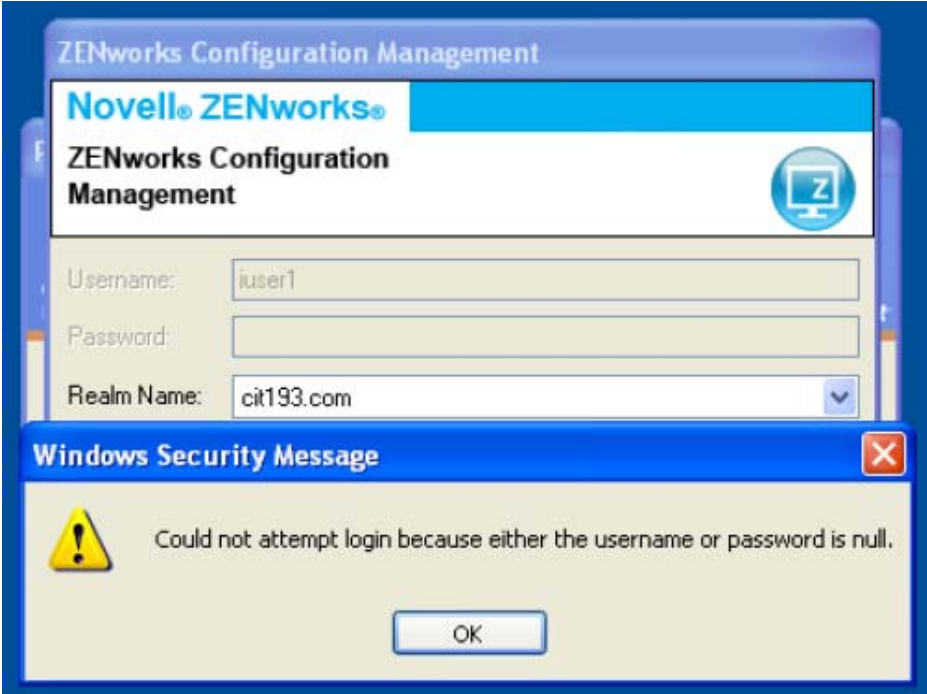 ZENworks Configuration Management
Novell® ZENworks®
ZENworks Configuration
Management
Z
Username: iuser1
Password:
Realm Name: cit193.com
Windows Security Message
Could not attempt login because either the username or password is null.
OK